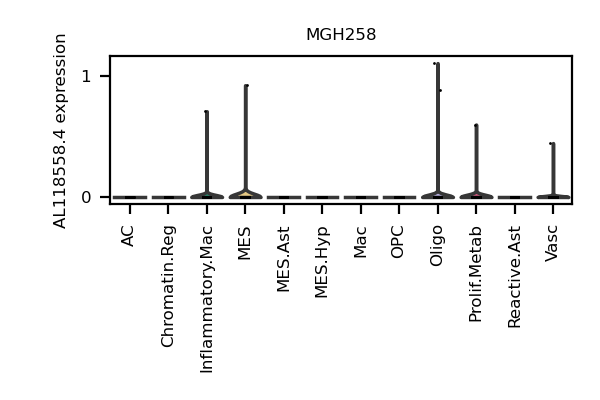 MGH258
AL118558.4 expression
1
0
AC
Chromatin.Reg
Inflammatory.Mac
MES
MES.Ast
MES.Hyp
Mac
OPC
Oligo
Prolif.Metab
Reactive.Ast
Vasc